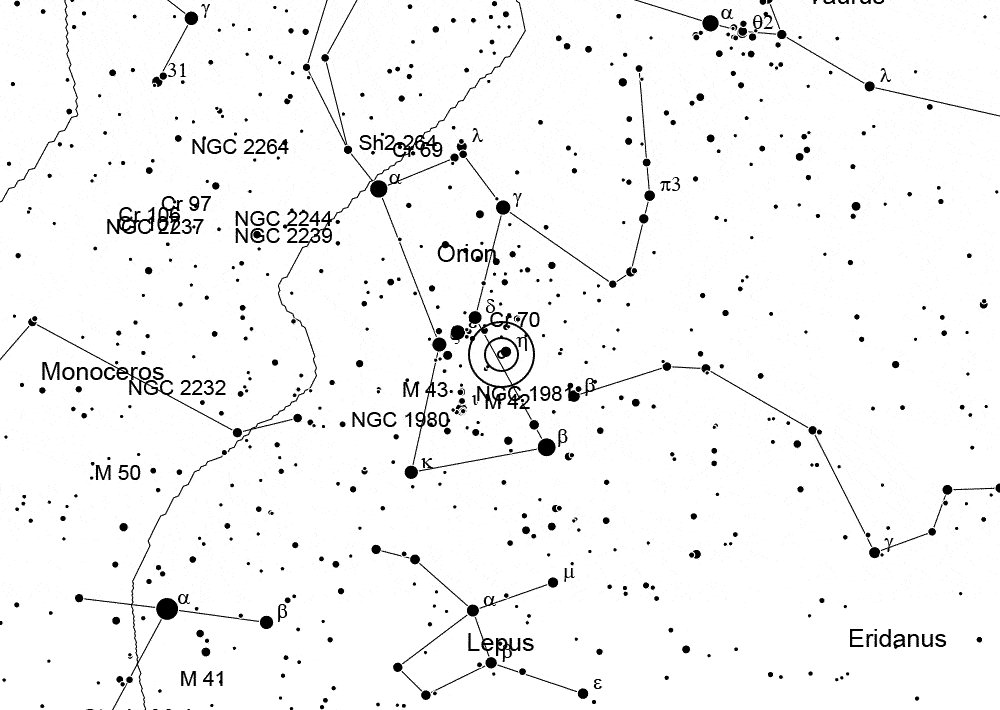 Taurus
γ
α
θ2
31
λ
Sh2-264
λ
NGC 2264
Cr 69
α
π3
γ
Cr 97
Cr 106
NGC 2244
NGC 2237
NGC 2239
Orion
δ
Cr 70
η
Monoceros
NGC 2232
M 43
NGC 1981
β
ι
M 42
NGC 1980
β
κ
M 50
γ
μ
α
α
β
Lepus
β
Eridanus
M 41
ε